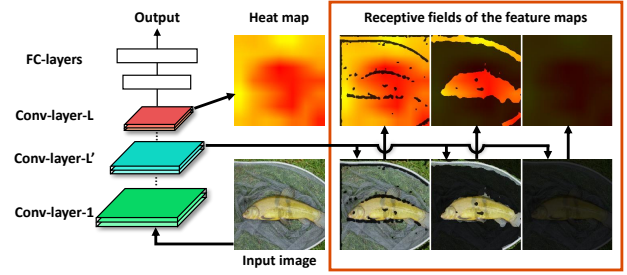 Output
Heat map
Receptive fields of the feature maps
FC-layers
Conv-layer-L
Conv-layer-L'
Conv-layer-1
Input image